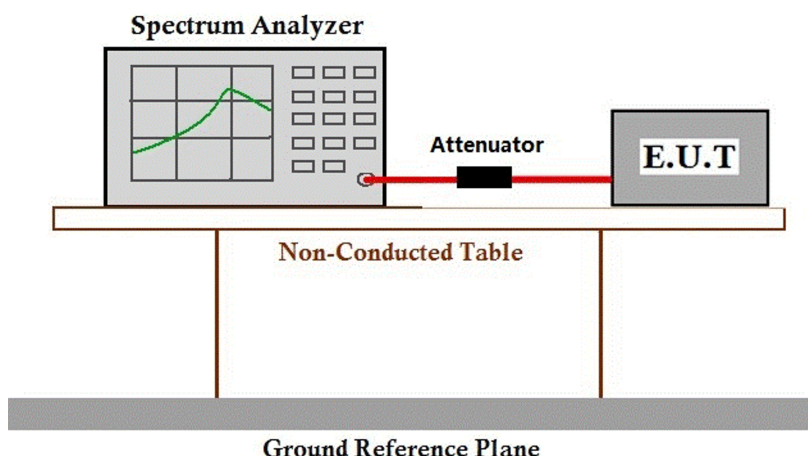 Spectrum Analyzer
Attenuator
E.U.T
Non-Conducted Table
Ground Reference Plane